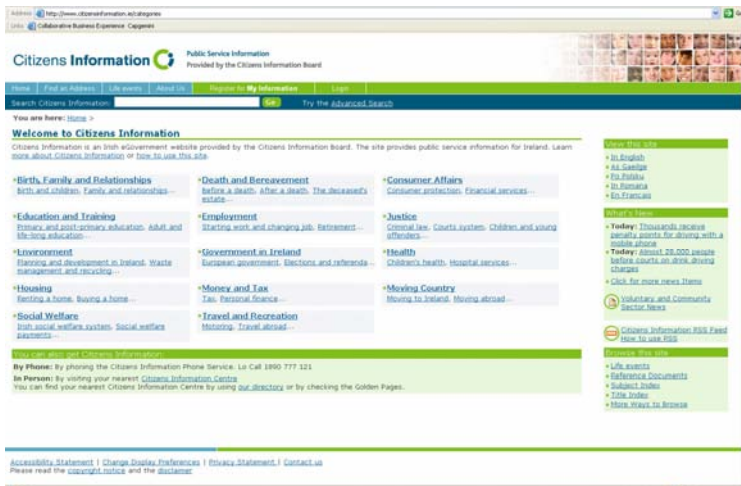 Address http://www.citizensinformation.ie/categories
Links Collaborative Business Experience Capgemini
Citizens Information
Public Service Information
Provided by the Citizens Information Board
Home Find an Address Life events About Us Register for My Information Login
Search Citizens Information: Go Try the Advanced Search
You are here: Home >
Welcome to Citizens Information
Citizens Information is an Irish eGovernment website provided by the Citizens Information Board. The site provides public service information for Ireland. Learn
more about Citizens Information or how to use this site.
Birth, Family and Relationships
Birth and children, Family and relationships...
Death and Bereavement
Before a death, After a death, The deceased's
estate...
Consumer Affairs
Consumer protection, Financial services...
Education and Training
Primary and post-primary education, Adult and
life-long education...
Employment
Starting work and changing job, Retirement...
Justice
Criminal law, Courts system, Children and young
offenders...
Environment
Planning and development in Ireland, Waste
management and recycling...
Government in Ireland
European government, Elections and referenda...
Health
Children's health, Hospital services...
Housing
Renting a home, Buying a home...
Money and Tax
Tax, Personal finance...
Moving Country
Moving to Ireland, Moving abroad...
Social Welfare
Irish social welfare system, Social welfare
payments...
Travel and Recreation
Motoring, Travel abroad...
You can also get Citizens Information:
By Phone: By phoning the Citizens Information Phone Service. Lo Call 1890 777 121
In Person: By visiting your nearest Citizens Information Centre
You can find your nearest Citizens Information Centre by using our directory or by checking the Golden Pages.
View this site
In English
As Gaeilge
Po Polsku
In Romana
En Francais
What's New
Today: Thousands receive
penalty points for driving with a
mobile phone
Today: Almost 28,000 people
before courts on drink driving
charges
Click for more news items
Voluntary and Community
Sector News
Citizens Information RSS Feed
How to use RSS
Browse this site
Life events
Reference Documents
Subject Index
Title Index
More Ways to Browse
Accessibility Statement | Change Display Preferences | Privacy Statement | Contact us
Please read the copyright notice and the disclaimer